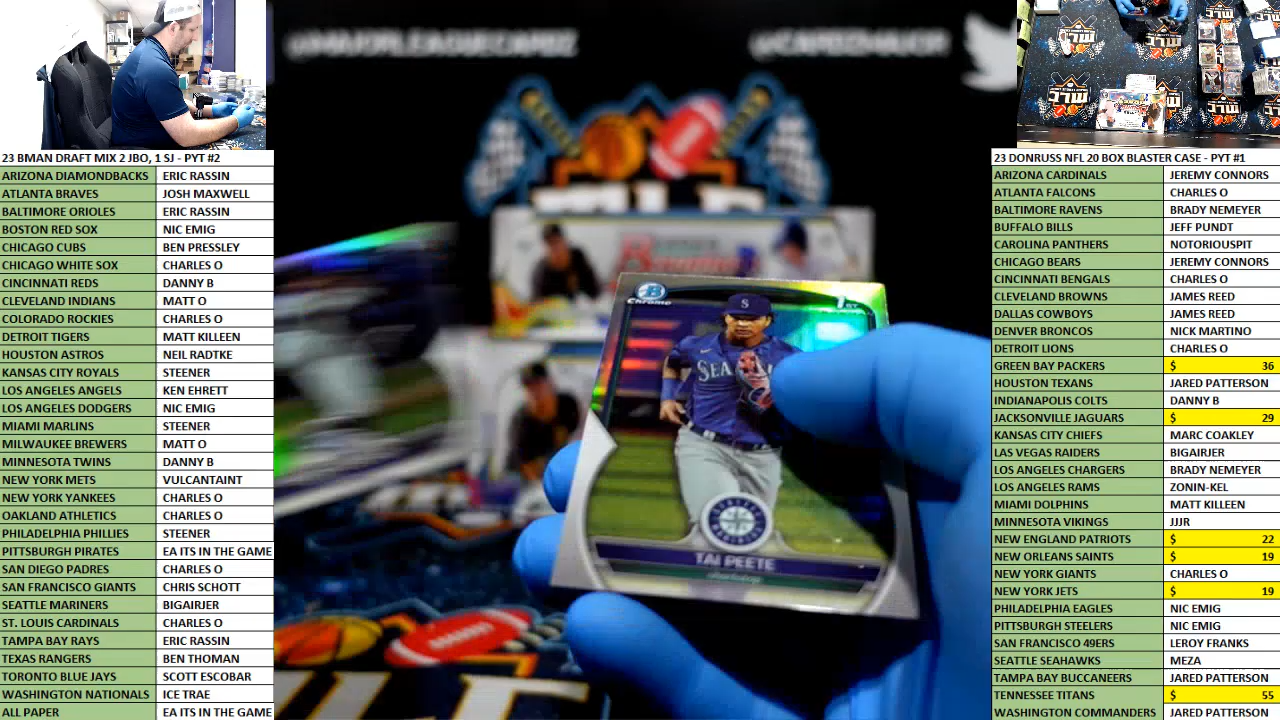 23 BMAN DRAFT MIX 2 JBO, 1 SJ - PYT #2
ARIZONA DIAMONDBACKS ERIC RASSIN
ATLANTA BRAVES JOSH MAXWELL
BALTIMORE ORIOLES ERIC RASSIN
BOSTON RED SOX NIC EMIG
CHICAGO CUBS BEN PRESSLEY
CHICAGO WHITE SOX CHARLES O
CINCINNATI REDS DANNY B
CLEVELAND INDIANS MATT O
COLORADO ROCKIES CHARLES O
DETROIT TIGERS MATT KILLEEN
HOUSTON ASTROS NEIL RADTKE
KANSAS CITY ROYALS STEENER
LOS ANGELES ANGELS KEN EHRETT
LOS ANGELES DODGERS NIC EMIG
MIAMI MARLINS STEENER
MILWAUKEE BREWERS MATT O
MINNESOTA TWINS DANNY B
NEW YORK METS VULCANTAINT
NEW YORK YANKEES CHARLES O
OAKLAND ATHLETICS CHARLES O
PHILADELPHIA PHILLIES STEENER
PITTSBURGH PIRATES EA ITS IN THE GAME
SAN DIEGO PADRES CHARLES O
SAN FRANCISCO GIANTS CHRIS SCHOTT
SEATTLE MARINERS BIGAIRJER
ST. LOUIS CARDINALS CHARLES O
TAMPA BAY RAYS ERIC RASSIN
TEXAS RANGERS BEN THOMAN
TORONTO BLUE JAYS SCOTT ESCOBAR
WASHINGTON NATIONALS ICE TRAE
ALL PAPER EA ITS IN THE GAME
B
Chrome
1ST
S
SEA
TAI PEETE
23 DONRUSS NFL 20 BOX BLASTER CASE - PYT #1
ARIZONA CARDINALS JEREMY CONNORS
ATLANTA FALCONS CHARLES O
BALTIMORE RAVENS BRADY NEMEYER
BUFFALO BILLS JEFF PUNDT
CAROLINA PANTHERS NOTORIOUSPIT
CHICAGO BEARS JEREMY CONNORS
CINCINNATI BENGALS CHARLES O
CLEVELAND BROWNS JAMES REED
DALLAS COWBOYS JAMES REED
DENVER BRONCOS NICK MARTINO
DETROIT LIONS CHARLES O
GREEN BAY PACKERS $ 36
HOUSTON TEXANS JARED PATTERSON
INDIANAPOLIS COLTS DANNY B
JACKSONVILLE JAGUARS $ 29
KANSAS CITY CHIEFS MARC COAKLEY
LAS VEGAS RAIDERS BIGAIRJER
LOS ANGELES CHARGERS BRADY NEMEYER
LOS ANGELES RAMS ZONIN-KEL
MIAMI DOLPHINS MATT KILLEEN
MINNESOTA VIKINGS JJJR
NEW ENGLAND PATRIOTS $ 22
NEW ORLEANS SAINTS $ 19
NEW YORK GIANTS CHARLES O
NEW YORK JETS $ 19
PHILADELPHIA EAGLES NIC EMIG
PITTSBURGH STEELERS NIC EMIG
SAN FRANCISCO 49ERS LEROY FRANKS
SEATTLE SEAHAWKS MEZA
TAMPA BAY BUCCANEERS JARED PATTERSON
TENNESSEE TITANS $ 55
WASHINGTON COMMANDERS JARED PATTERSON